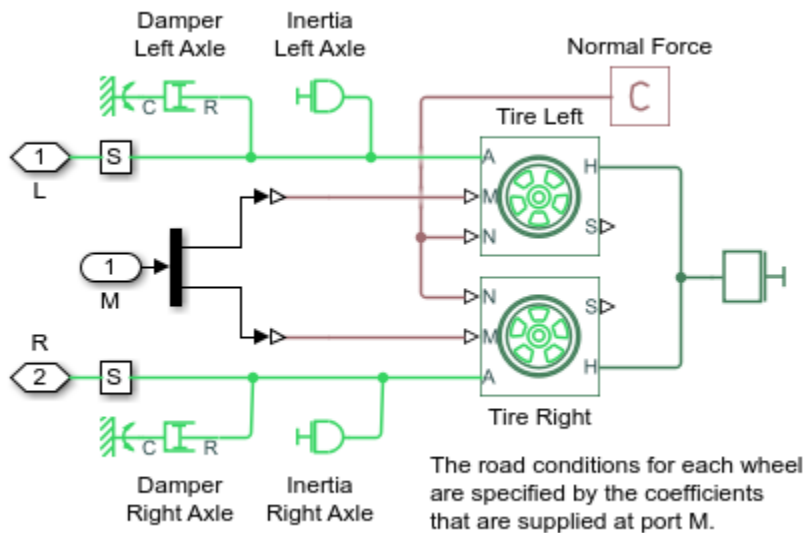 Damper
Left Axle
Inertia
Left Axle
Normal Force
C
C R
Tire Left
1
S
A
H
L
M
S
N
1
M
N
S
R
M
2
S
A
H
C R
Tire Right
Damper
Right Axle
Inertia
Right Axle
The road conditions for each wheel
are specified by the coefficients
that are supplied at port M.